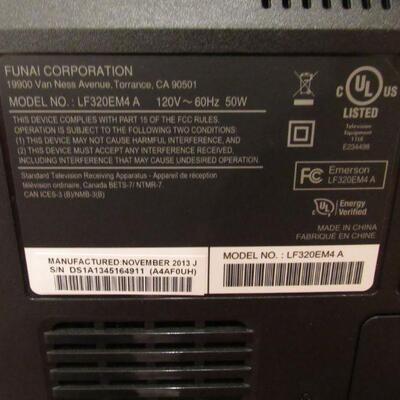 FUNAI CORPORATION
19900 Van Ness Avenue, Torrance, CA 90501
MODEL NO. : LF320EM4 A 120V～60Hz 50W
THIS DEVICE COMPLIES WITH PART 15 OF THE FCC RULES.
OPERATION IS SUBJECT TO THE FOLLOWING TWO CONDITIONS:
(1) THIS DEVICE MAY NOT CAUSE HARMFUL INTERFERENCE, AND
(2) THIS DEVICE MUST ACCEPT ANY INTERFERENCE RECEIVED,
INCLUDING INTERFERENCE THAT MAY CAUSE UNDESIRED OPERATION.
Standard Television Receiving Apparatus - Appareil de réception
télévision ordinaire, Canada BETS-7/ NTMR-7.
CAN ICES-3 (B)/NMB-3(B)
C UL US
LISTED
Television
Equipment
11L8
E234498
FC Emerson
LF320EM4 A
UL Energy
Verified
MADE IN CHINA
FABRIQUÉ EN CHINE
MANUFACTURED:NOVEMBER 2013 J
S/N DS1A1345164911 (A4AF0UH)
MODEL NO. : LF320EM4 A